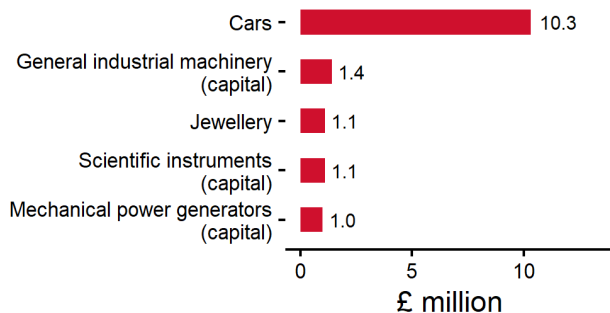 Cars
10.3
General industrial machinery
(capital)
1.4
Jewellery
1.1
Scientific instruments
(capital)
1.1
Mechanical power generators
(capital)
1.0
0
5
10
£ million